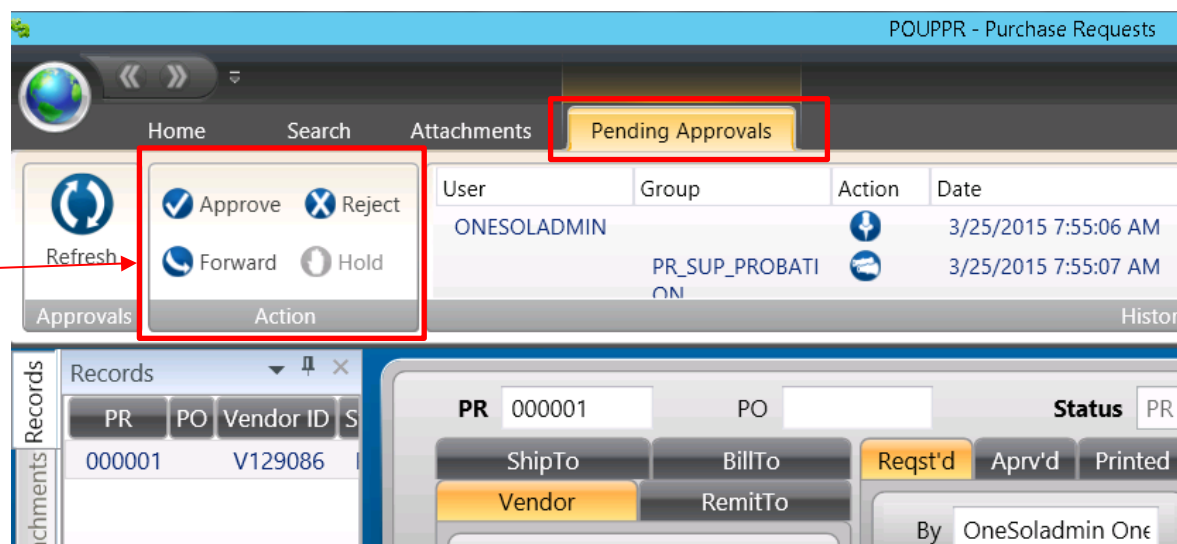 POUPPR - Purchase Requests
Home Search Attachments Pending Approvals
User Group Action Date
Approve Reject
ONESOLADMIN 3/25/2015 7:55:06 AM
Refresh Forward Hold
PR_SUP_PROBATI 3/25/2015 7:55:07 AM
ON
Approvals Action Histor
Records
Records
PR PO Vendor ID S
000001 V129086
PR 000001 PO Status PR
ShipTo BillTo Reqst'd Aprv'd Printed
Vendor RemitTo
chments
By OneSoladmin One